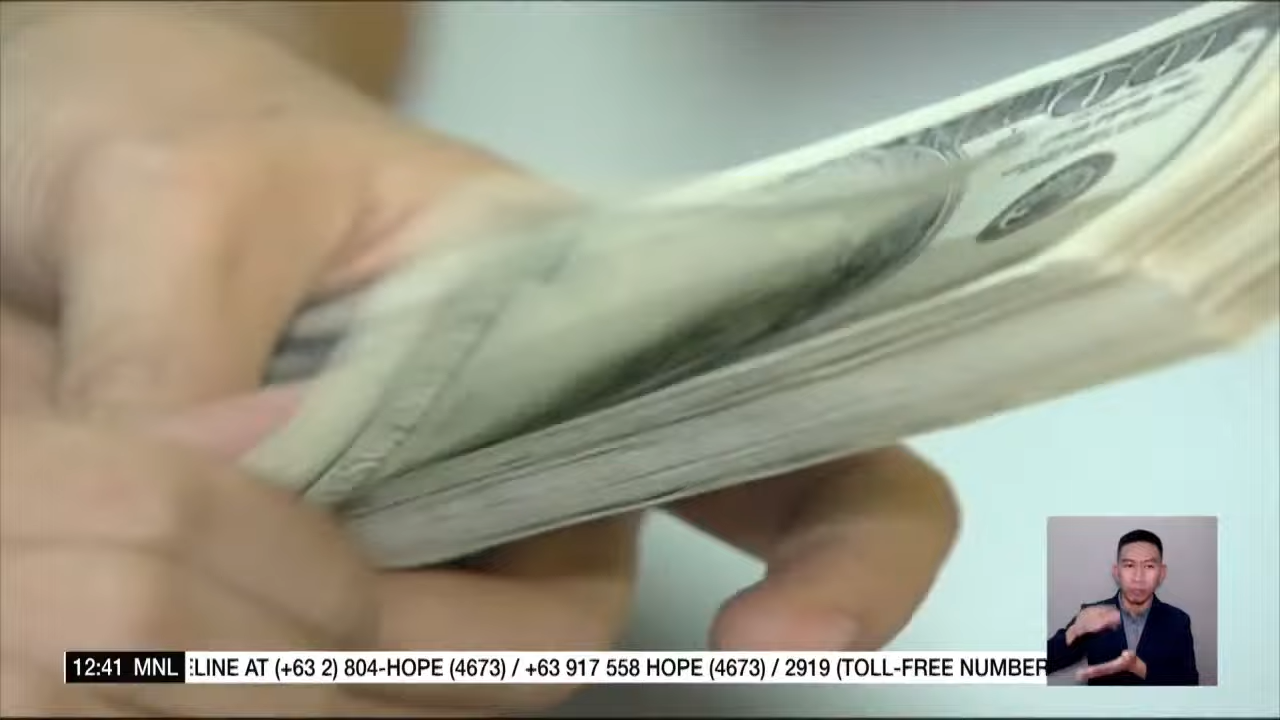 12:41 MNL LINE AT (+63 2) 804-HOPE (4673) / +63 917 558 HOPE (4673) / 2919 (TOLL-FREE NUMBER